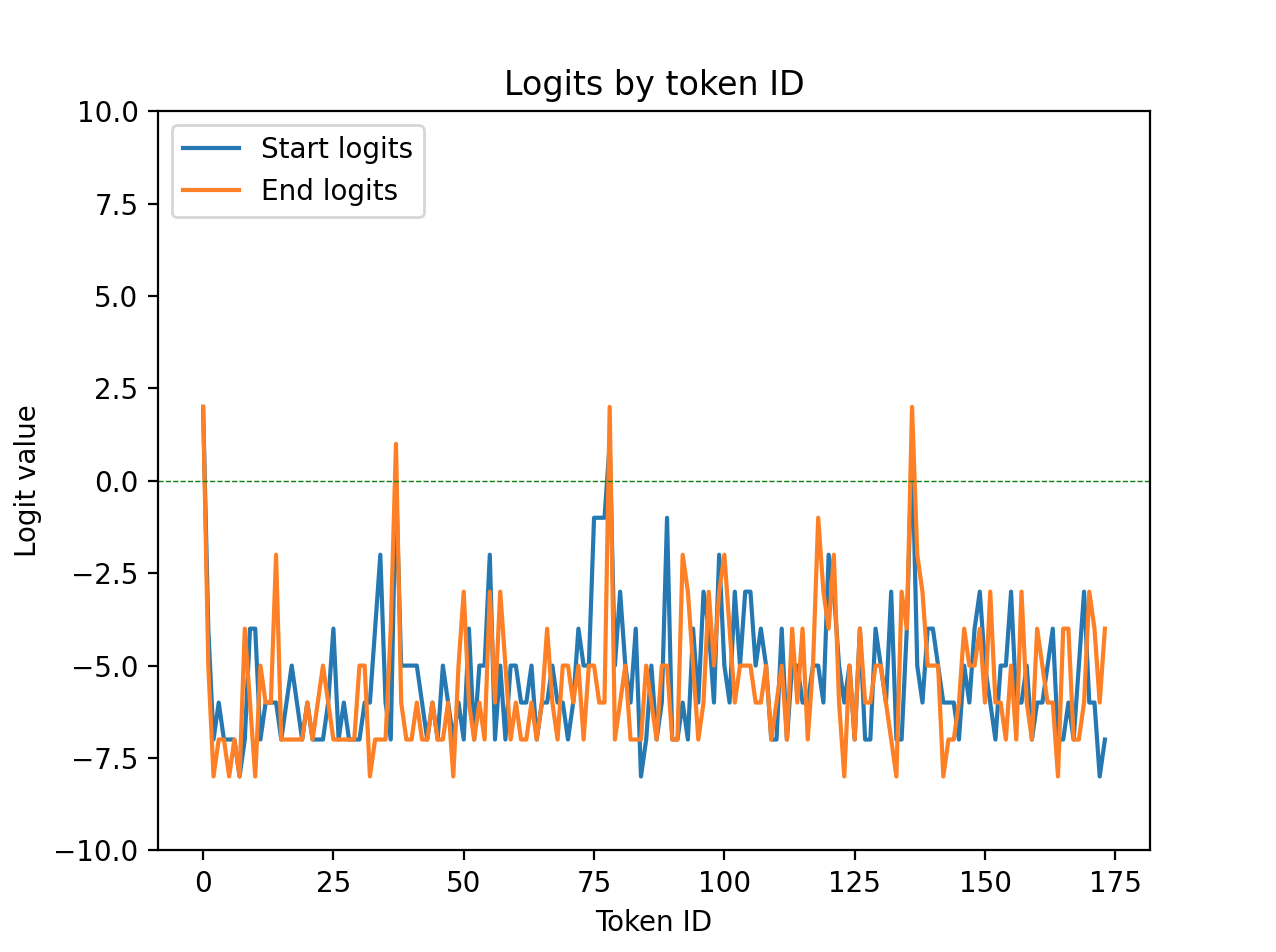 Logits by token ID
10.0
7.5
5.0
2.5
0.0
−2.5
−5.0
−7.5
−10.0
Logit value
Start logits
End logits
0 25 50 75 100 125 150 175
Token ID